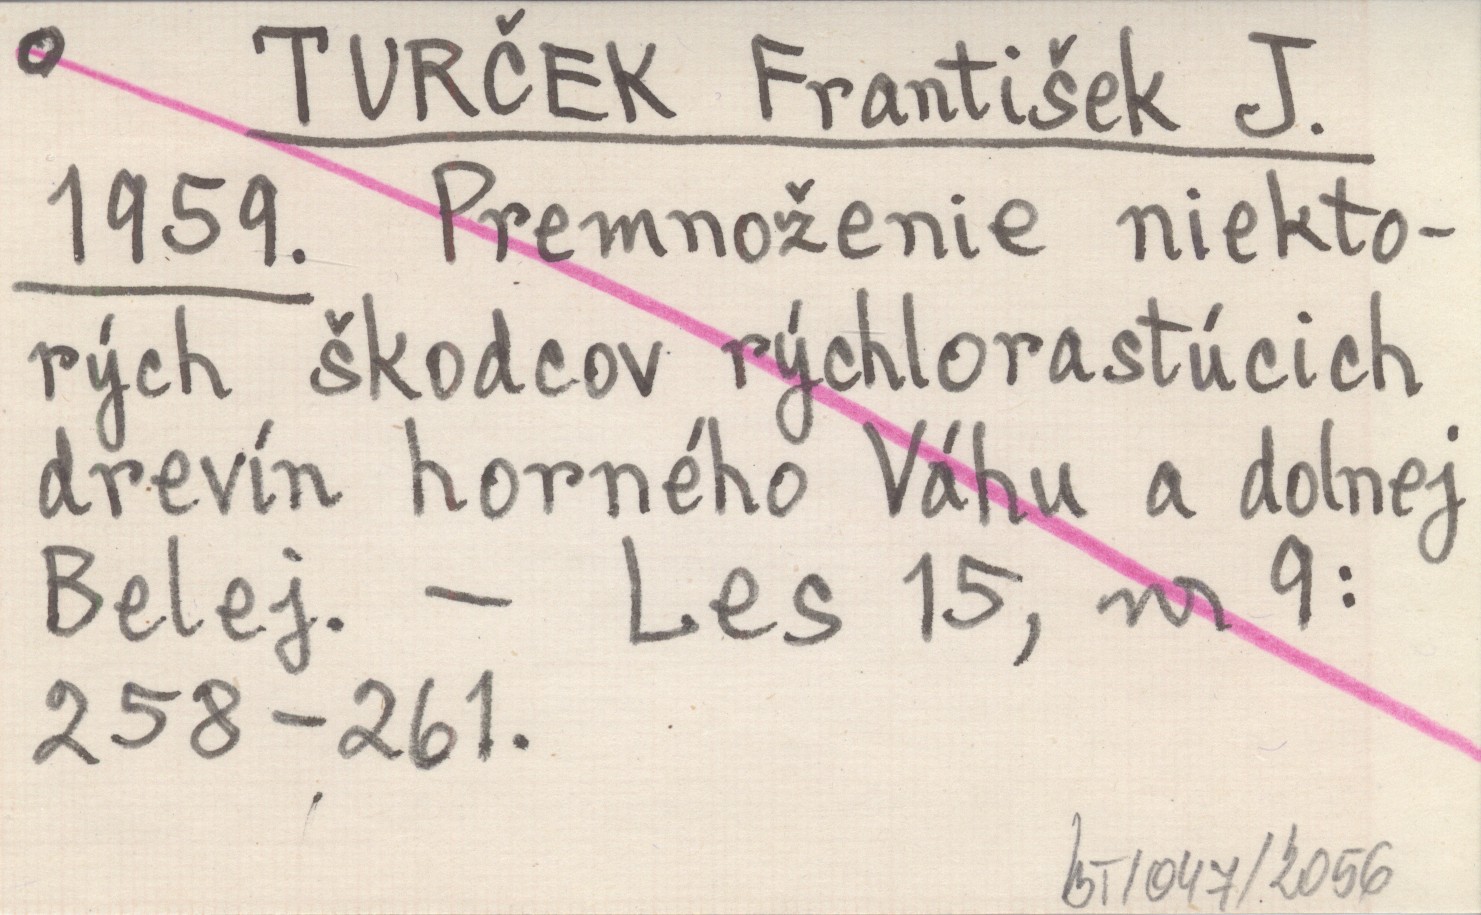 TURČEK František J.
1959. Premnoženie niekto-
rých škodcov rýchlorastúcich
drevín horného Váhu a dolnej
Belej. — Les 15, nr 9:
258-261.
bT/047/2056